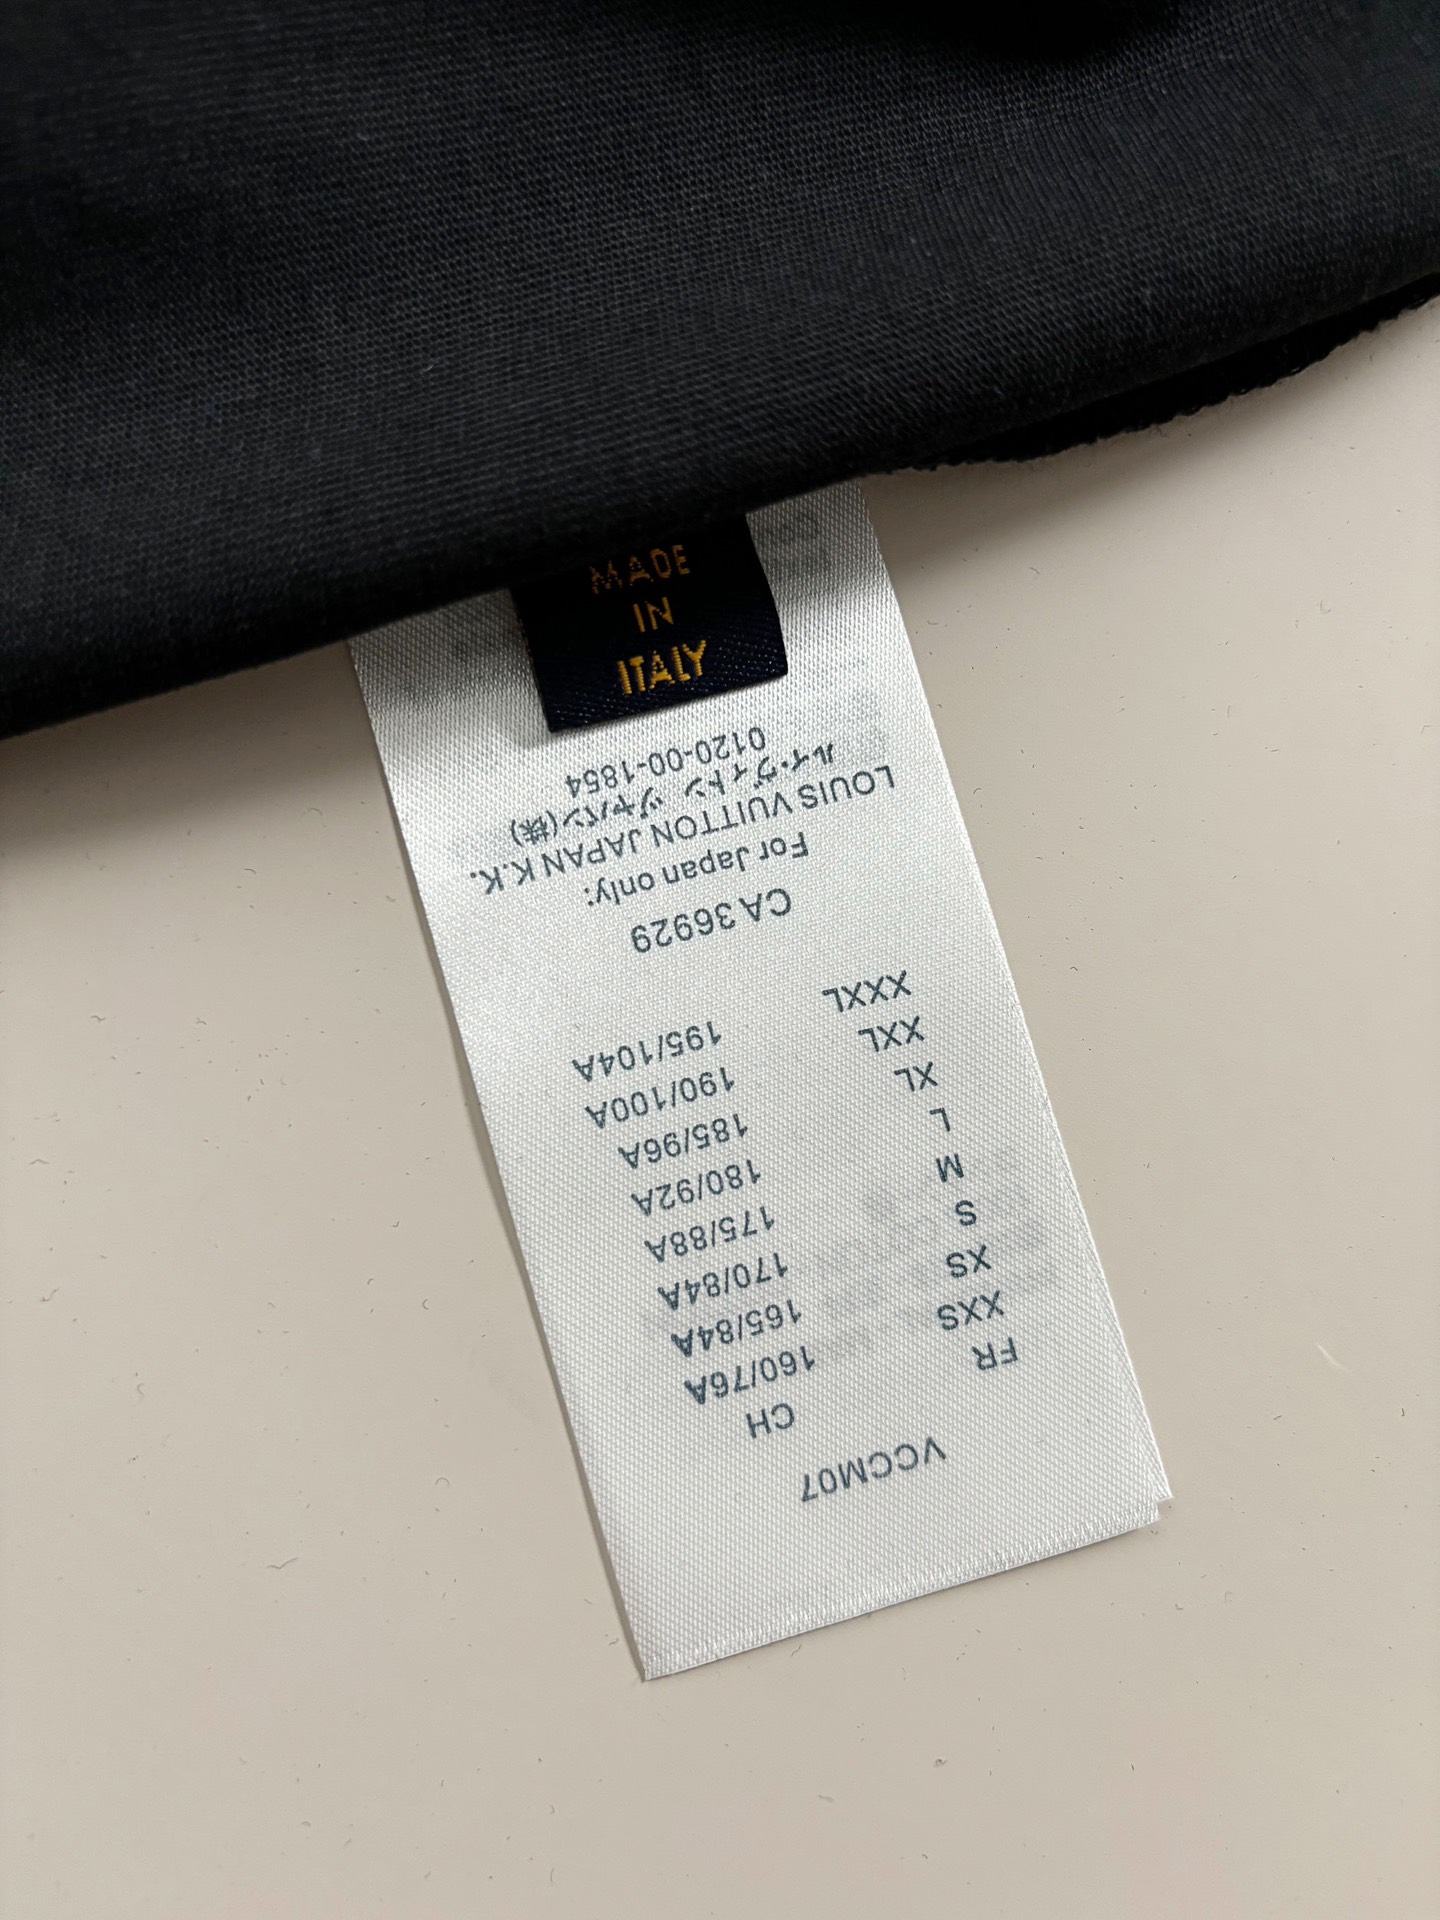 MADE
IN
ITALY
VCCM07
FR CH
XXS 160/76A
XS 165/84A
S 170/84A
M 175/88A
L 180/92A
XL 185/96A
XXL 190/100A
XXXL 195/104A
CA 36929
For Japan only:
LOUIS VUITTON JAPAN K.K.
ルイ・ヴィトン ジャパン(株)
0120-00-1854